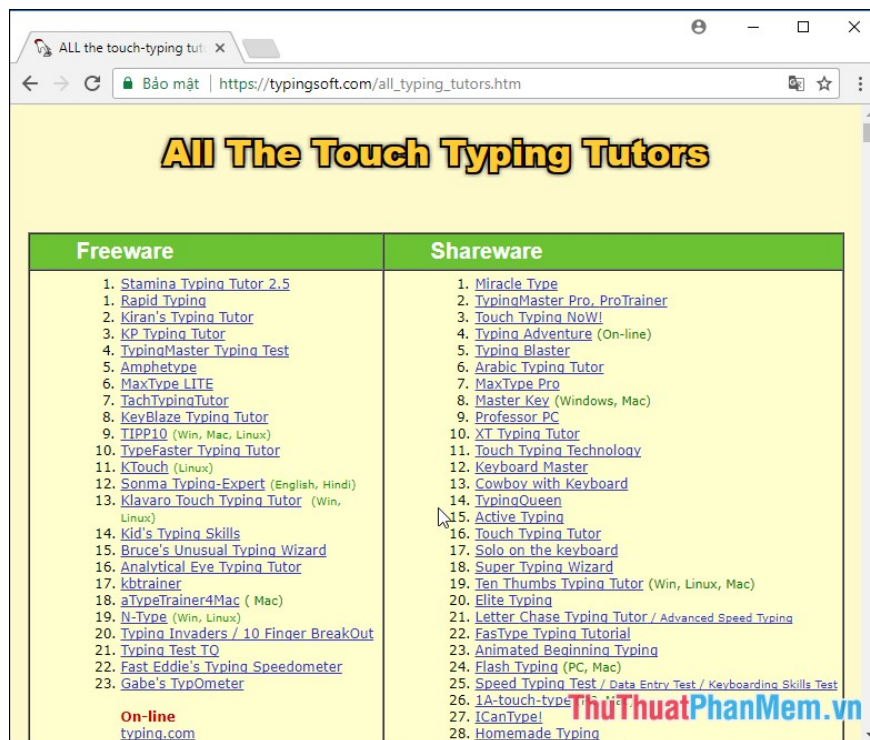 ALL the touch-typing tut
Bảo mật | https://typingsoft.com/all_typing_tutors.htm
All The Touch Typing Tutors
Freeware
1. Stamina Typing Tutor 2.5
1. Rapid Typing
2. Kiran's Typing Tutor
3. KP Typing Tutor
4. TypingMaster Typing Test
5. Amphetype
6. MaxType LITE
7. TachTypingTutor
8. KeyBlaze Typing Tutor
9. TIPP10 (Win, Mac, Linux)
10. TypeFaster Typing Tutor
11. KTouch (Linux)
12. Sonma Typing-Expert (English, Hindi)
13. Klavaro Touch Typing Tutor (Win,
Linux)
14. Kid's Typing Skills
15. Bruce's Unusual Typing Wizard
16. Analytical Eye Typing Tutor
17. kbtrainer
18. aTypeTrainer4Mac ( Mac)
19. N-Type (Win, Linux)
20. Typing Invaders / 10 Finger BreakOut
21. Typing Test TQ
22. Fast Eddie's Typing Speedometer
23. Gabe's TypOmeter
On-line
typing.com
Shareware
1. Miracle Type
2. TypingMaster Pro, ProTrainer
3. Touch Typing NoW!
4. Typing Adventure (On-line)
5. Typing Blaster
6. Arabic Typing Tutor
7. MaxType Pro
8. Master Key (Windows, Mac)
9. Professor PC
10. XT Typing Tutor
11. Touch Typing Technology
12. Keyboard Master
13. Cowboy with Keyboard
14. TypingQueen
15. Active Typing
16. Touch Typing Tutor
17. Solo on the keyboard
18. Super Typing Wizard
19. Ten Thumbs Typing Tutor (Win, Linux, Mac)
20. Elite Typing
21. Letter Chase Typing Tutor / Advanced Speed Typing
22. FasType Typing Tutorial
23. Animated Beginning Typing
24. Flash Typing (PC, Mac)
25. Speed Typing Test / Data Entry Test / Keyboarding Skills Test
26. 1A-touch-type
27. ICanType!
28. Homemade Typing
ThuThuatPhanMem.vn